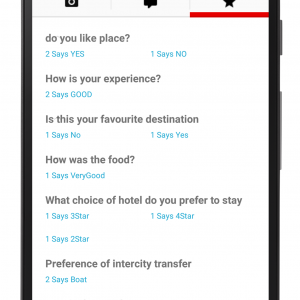 do you like place?
2 Says YES 1 Says NO
How is your experience?
2 Says GOOD
Is this your favourite destination
1 Says No 1 Says Yes
How was the food?
1 Says VeryGood
What choice of hotel do you prefer to stay
1 Says 3Star 1 Says 4Star
1 Says 2Star
Preference of intercity transfer
2 Says Boat